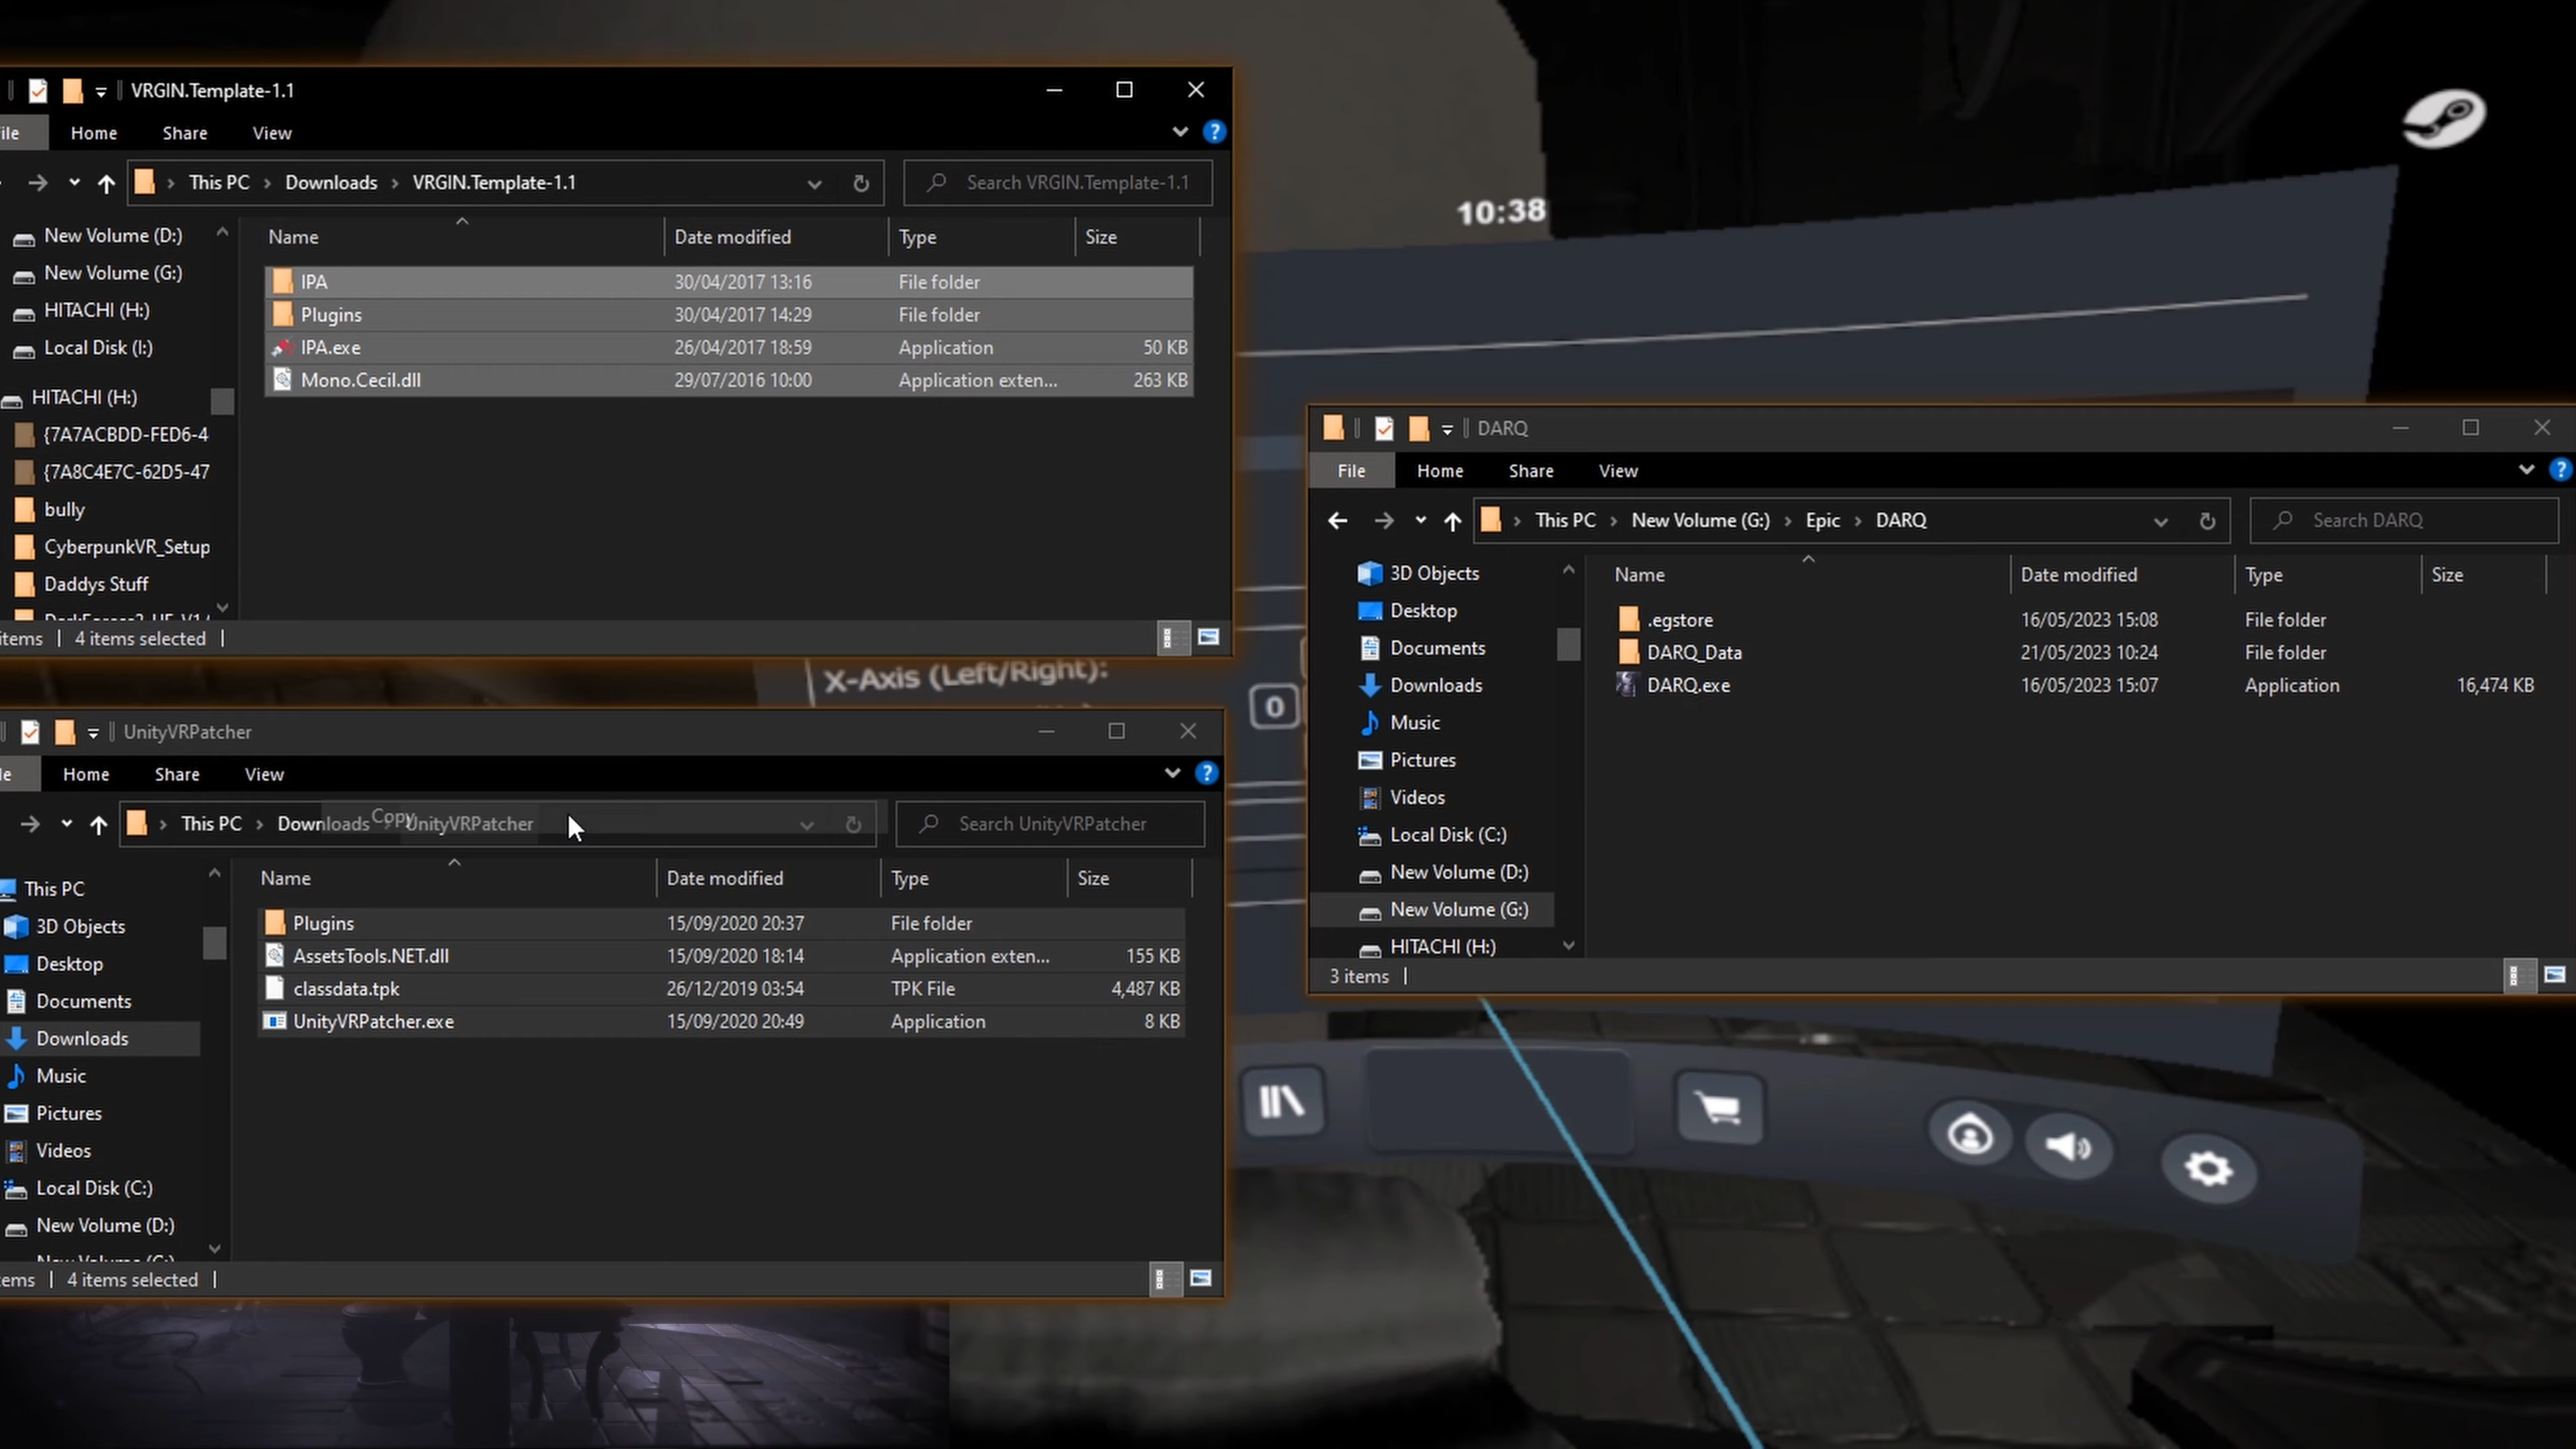 VRGIN.Template-1.1
ile
Home
Share
View
This PC
Downloads
VRGIN.Template-1.1
Search VRGIN.Template-1.1
Name
Date modified
Type
Size
New Volume (D:)
New Volume (G:)
HITACHI (H:)
Local Disk (I:)
HITACHI (H:)
{7A7ACBDD-FED6-4
{7A8C4E7C-62D5-47
bully
CyberpunkVR_Setup
Daddys Stuff
IPA 30/04/2017 13:16 File folder
Plugins 30/04/2017 14:29 File folder
IPA.exe 26/04/2017 18:59 Application 50 KB
Mono.Cecil.dll 29/07/2016 10:00 Application exten... 263 KB
items
4 items selected
10:38
X-Axis (Left/Right):
0
UnityVRPatcher
le
Home
Share
View
This PC
Downloads
UnityVRPatcher
Copy
Search UnityVRPatcher
Name
Date modified
Type
Size
This PC
3D Objects
Desktop
Documents
Downloads
Music
Pictures
Videos
Local Disk (C:)
New Volume (D:)
Plugins 15/09/2020 20:37 File folder
AssetsTools.NET.dll 15/09/2020 18:14 Application exten... 155 KB
classdata.tpk 26/12/2019 03:54 TPK File 4,487 KB
UnityVRPatcher.exe 15/09/2020 20:49 Application 8 KB
ems
4 items selected
DARQ
File
Home
Share
View
This PC
New Volume (G:)
Epic
DARQ
Search DARQ
Name
Date modified
Type
Size
3D Objects
Desktop
Documents
Downloads
Music
Pictures
Videos
Local Disk (C:)
New Volume (D:)
New Volume (G:)
HITACHI (H:)
.egstore 16/05/2023 15:08 File folder
DARQ_Data 21/05/2023 10:24 File folder
DARQ.exe 16/05/2023 15:07 Application 16,474 KB
3 items